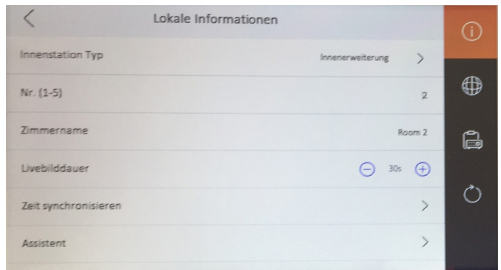 Lokale Informationen
Innenstation Typ Innenerweiterung
Nr. (1-5) 2
Zimmername Room 2
Livebilddauer 30s
Zeit synchronisieren
Assistent